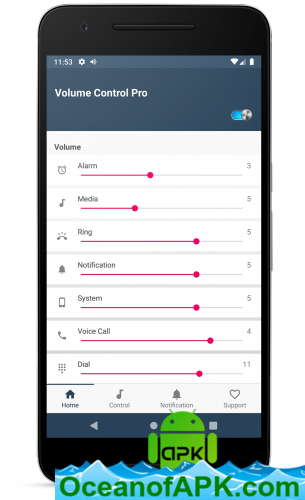 11:53
Volume Control Pro
Volume
Alarm 3
Media 5
Ring 5
Notification 5
System 5
Voice Call 4
Dial 11
Home Control Notification Support
APK
OceanofAPK.com